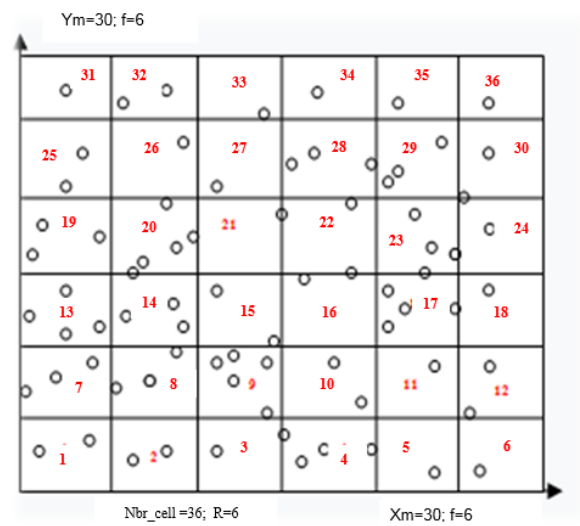 Ym=30; f=6
31 32 33 34 35 36
25 26 27 28 29 30
19 20 21 22 23 24
13 14 15 16 17 18
7 8 9 10 11 12
1 2 3 4 5 6
Nbr_cell =36; R=6 Xm=30; f=6